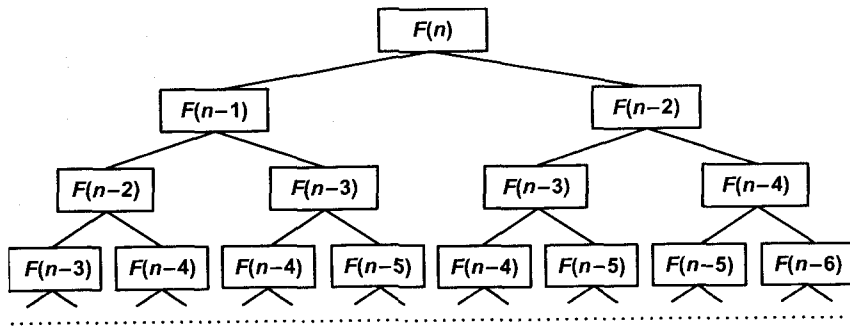 F(n)
F(n−1) F(n−2)
F(n−2) F(n−3) F(n−3) F(n−4)
F(n−3) F(n−4) F(n−4) F(n−5) F(n−4) F(n−5) F(n~5) F(n−6)